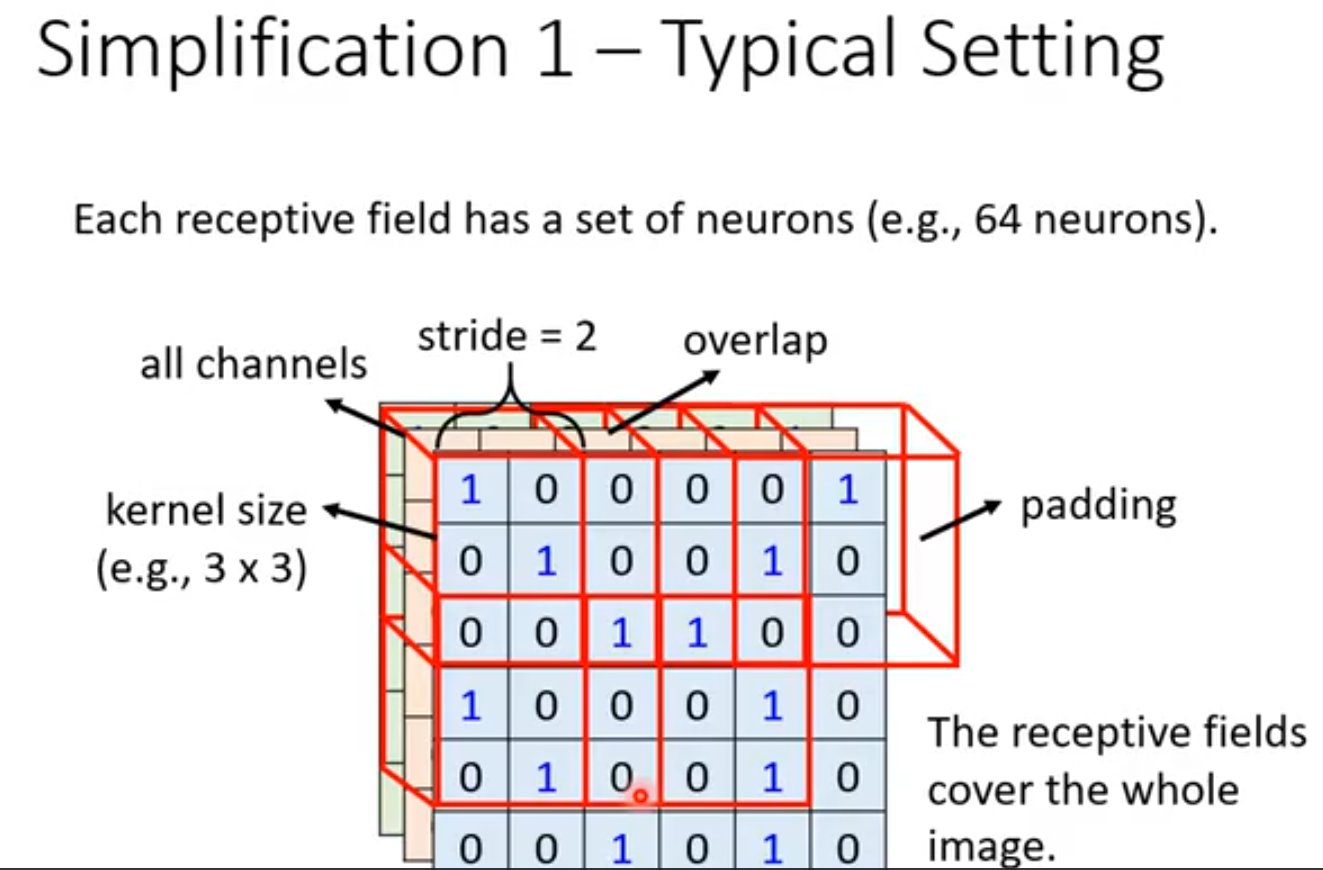 Simplification 1 – Typical Setting
Each receptive field has a set of neurons (e.g., 64 neurons).
stride = 2
overlap
all channels
kernel size
(e.g., 3 x 3)
padding
1 0 0 0 0 1
0 1 0 0 1 0
0 0 1 1 0 0
1 0 0 0 1 0
0 1 0 0 1 0
0 0 1 0 1 0
The receptive fields
cover the whole
image.